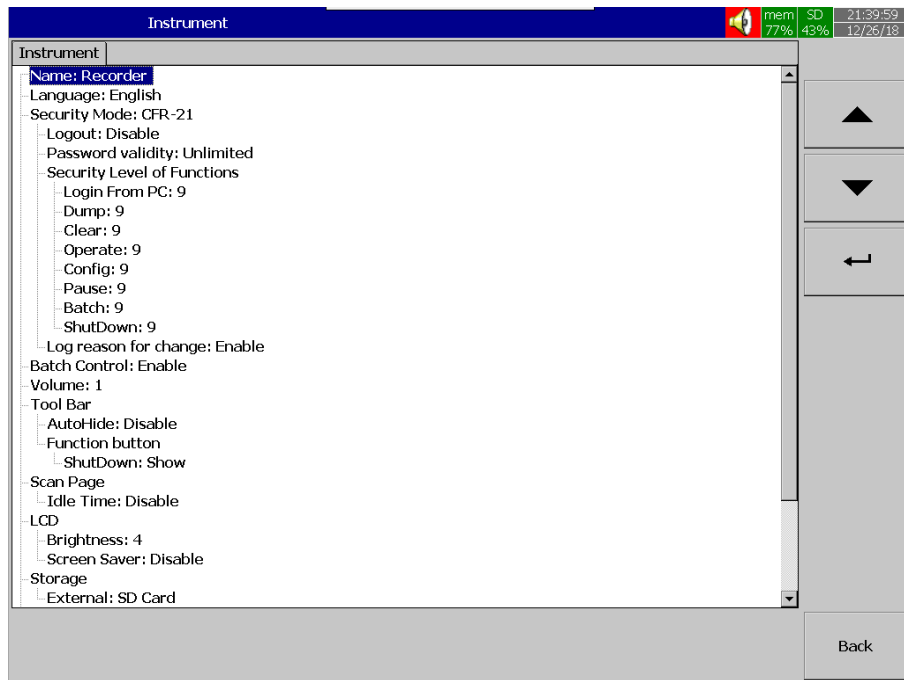 Instrument
mem
77%
SD
43%
21:39:59
12/26/18
Instrument
Name: Recorder
Language: English
Security Mode: CFR-21
Logout: Disable
Password validity: Unlimited
Security Level of Functions
Login From PC: 9
Dump: 9
Clear: 9
Operate: 9
Config: 9
Pause: 9
Batch: 9
ShutDown: 9
Log reason for change: Enable
Batch Control: Enable
Volume: 1
Tool Bar
AutoHide: Disable
Function button
ShutDown: Show
Scan Page
Idle Time: Disable
LCD
Brightness: 4
Screen Saver: Disable
Storage
External: SD Card
Back